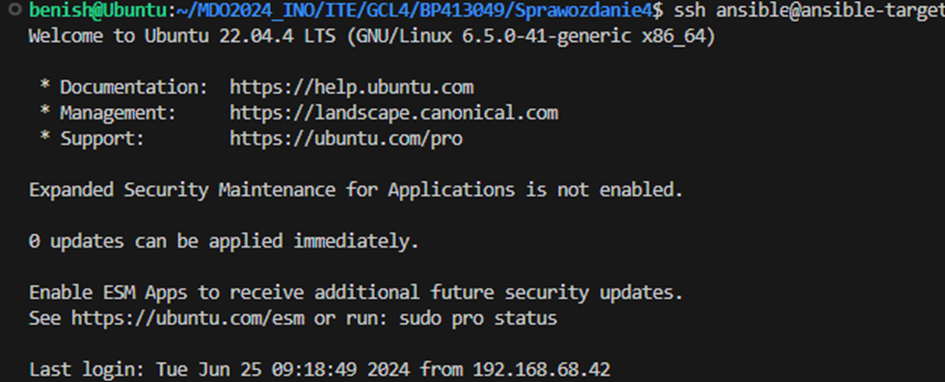 benish@Ubuntu:~/MDO2024_INO/ITE/GCL4/BP413049/Sprawozdanie4$ ssh ansible@ansible-target
Welcome to Ubuntu 22.04.4 LTS (GNU/Linux 6.5.0-41-generic x86_64)
* Documentation: https://help.ubuntu.com
* Management: https://landscape.canonical.com
* Support: https://ubuntu.com/pro
Expanded Security Maintenance for Applications is not enabled.
0 updates can be applied immediately.
Enable ESM Apps to receive additional future security updates.
See https://ubuntu.com/esm or run: sudo pro status
Last login: Tue Jun 25 09:18:49 2024 from 192.168.68.42